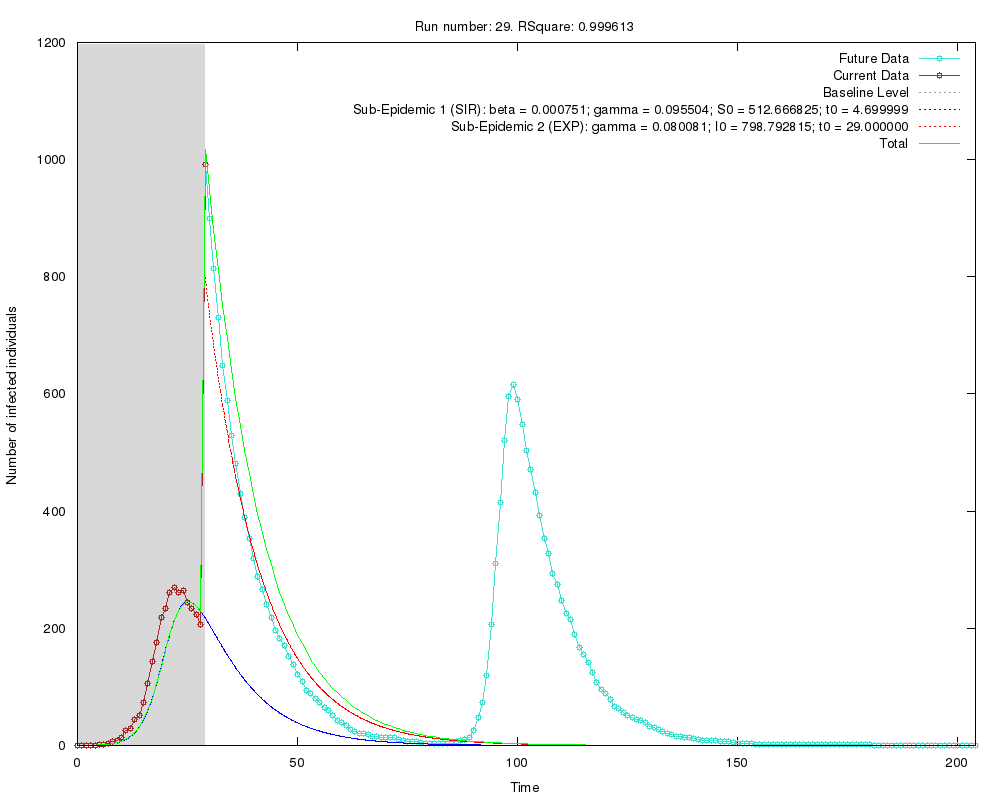 Run number: 29. RSquare: 0.999613
Future Data
Current Data
Baseline Level
Sub-Epidemic 1 (SIR): beta = 0.000751; gamma = 0.095504; S0 = 512.666825; t0 = 4.699999
Sub-Epidemic 2 (EXP): gamma = 0.080081; I0 = 798.792815; t0 = 29.000000
Total
1200
1000
800
600
400
200
0
Number of infected individuals
0 50 100 150 200
Time